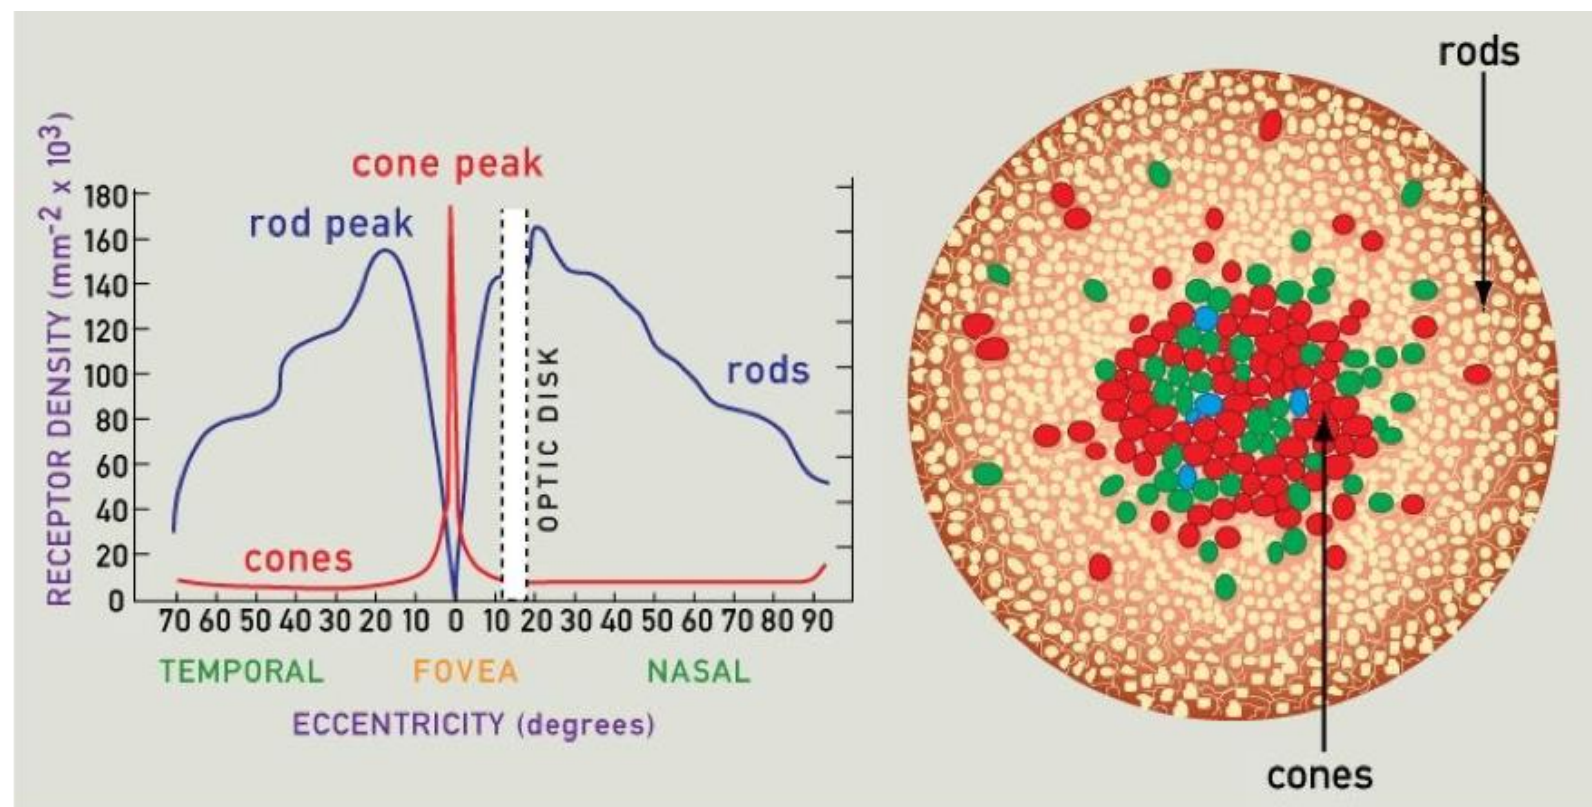 RECEPTOR DENSITY (mm⁻² x 10³)
180
160
140
120
100
80
60
40
20
0
cone peak
rod peak
rods
cones
OPTIC DISK
70 60 50 40 30 20 10 0 10 20 30 40 50 60 70 80 90
TEMPORAL FOVEA NASAL
ECCENTRICITY (degrees)
rods
cones